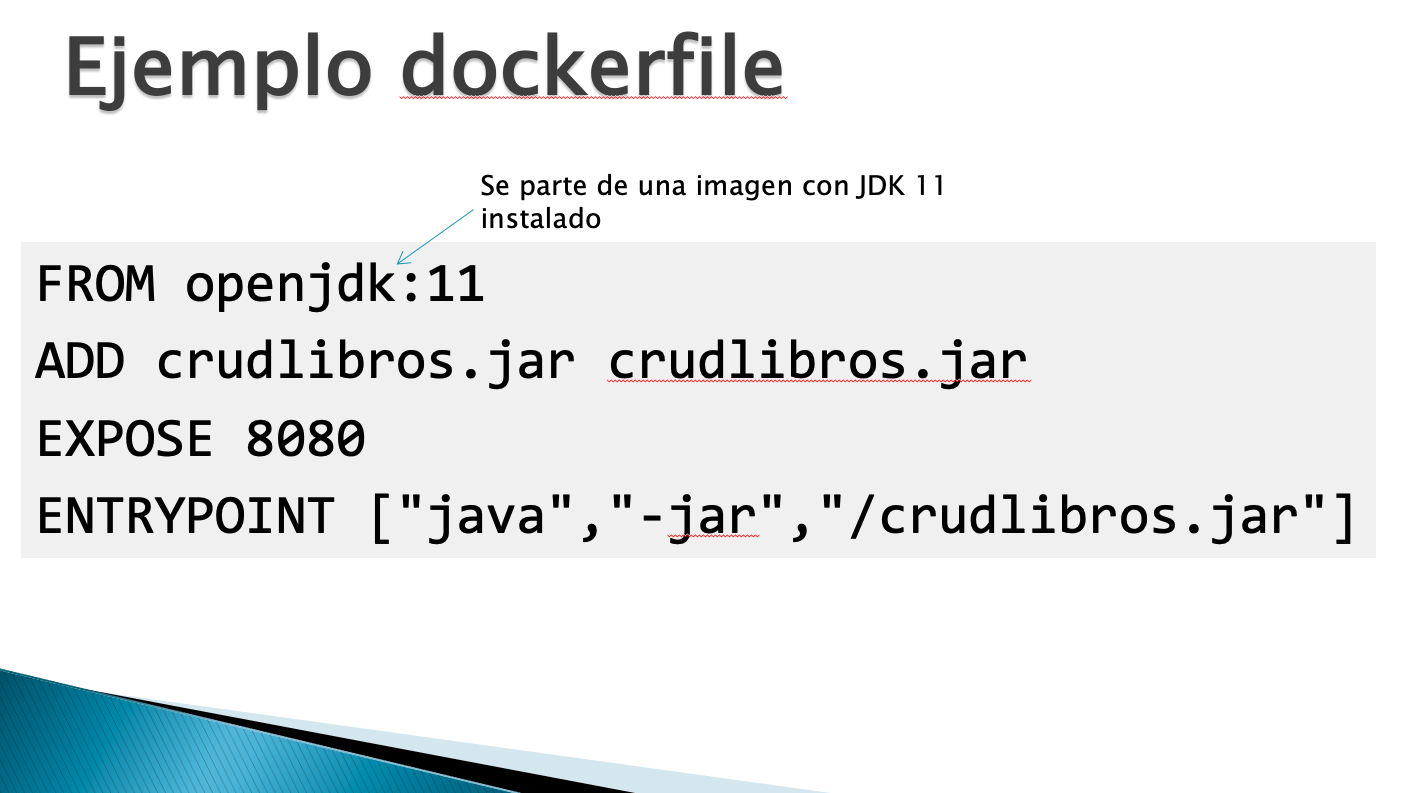 Ejemplo dockerfile
Se parte de una imagen con JDK 11
instalado
FROM openjdk:11
ADD crudlibros.jar crudlibros.jar
EXPOSE 8080
ENTRYPOINT ["java","-jar","/crudlibros.jar"]